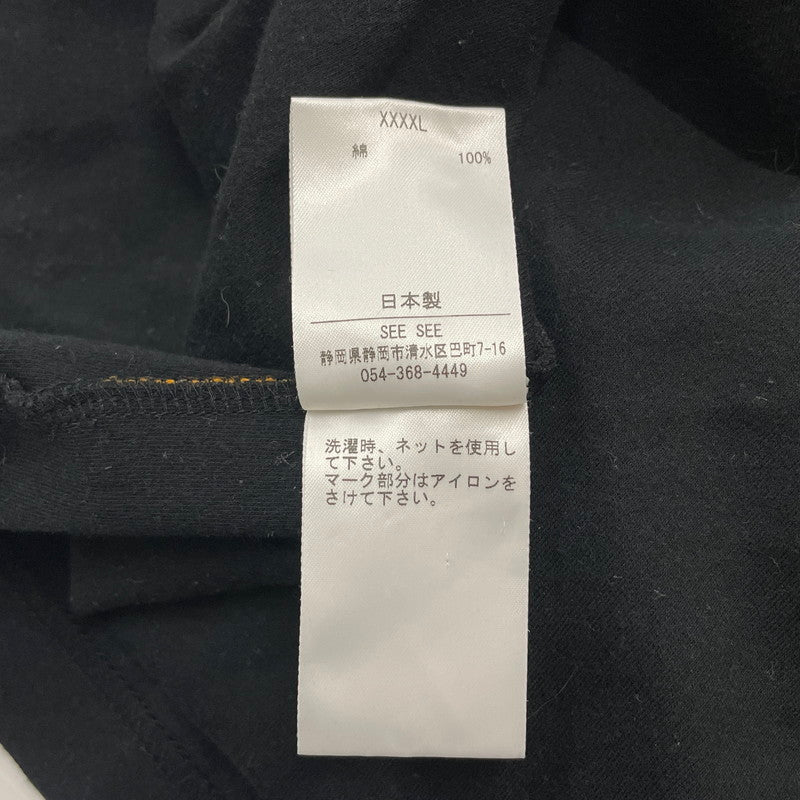 XXXXL
綿 100%
日本製
SEE SEE
静岡県静岡市清水区巴町7-16
054-368-4449
洗濯時、ネットを使用し
て下さい。
マーク部分はアイロンを
さけて下さい。